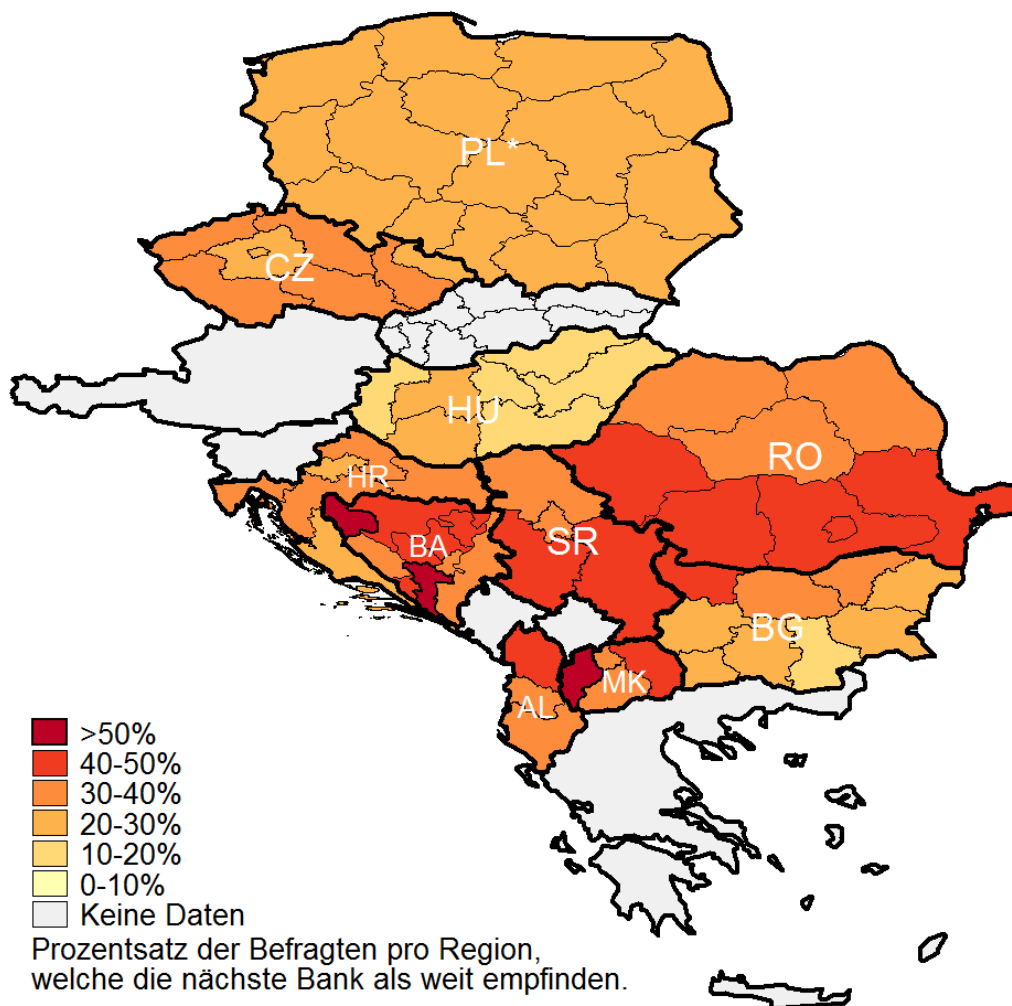 PL*
CZ
HU
RO
HR
BA
SR
BG
MK
AL
>50%
40-50%
30-40%
20-30%
10-20%
0-10%
Keine Daten
Prozentsatz der Befragten pro Region,
welche die nächste Bank als weit empfinden.